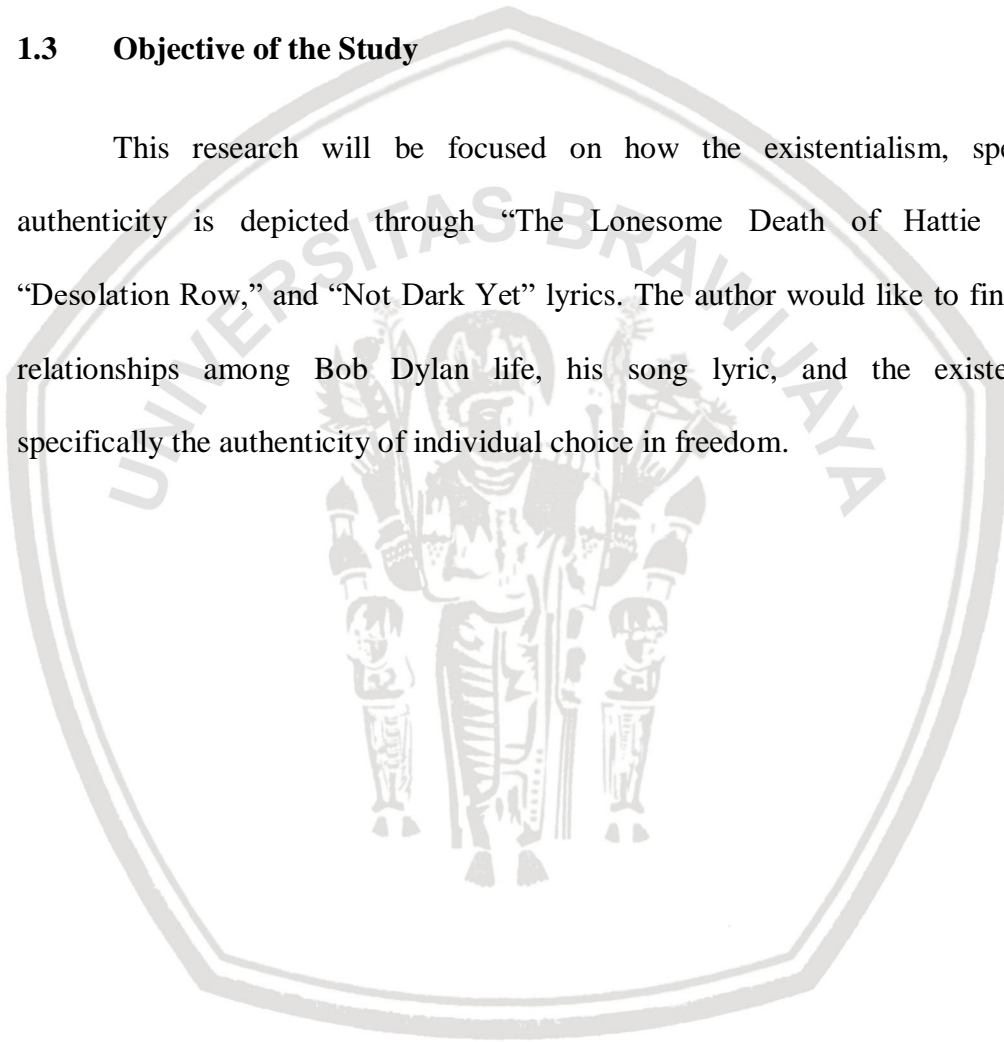 1.3 Objective of the Study
This research will be focused on how the existentialism,
authenticity is depicted through “The Lonesome Death of Hattie
“Desolation Row,” and “Not Dark Yet” lyrics. The author would like to
relationships among Bob Dylan life, his song lyric, and the
specifically the authenticity of individual choice in freedom.
UNIVERSITAS BRAWIJAYA